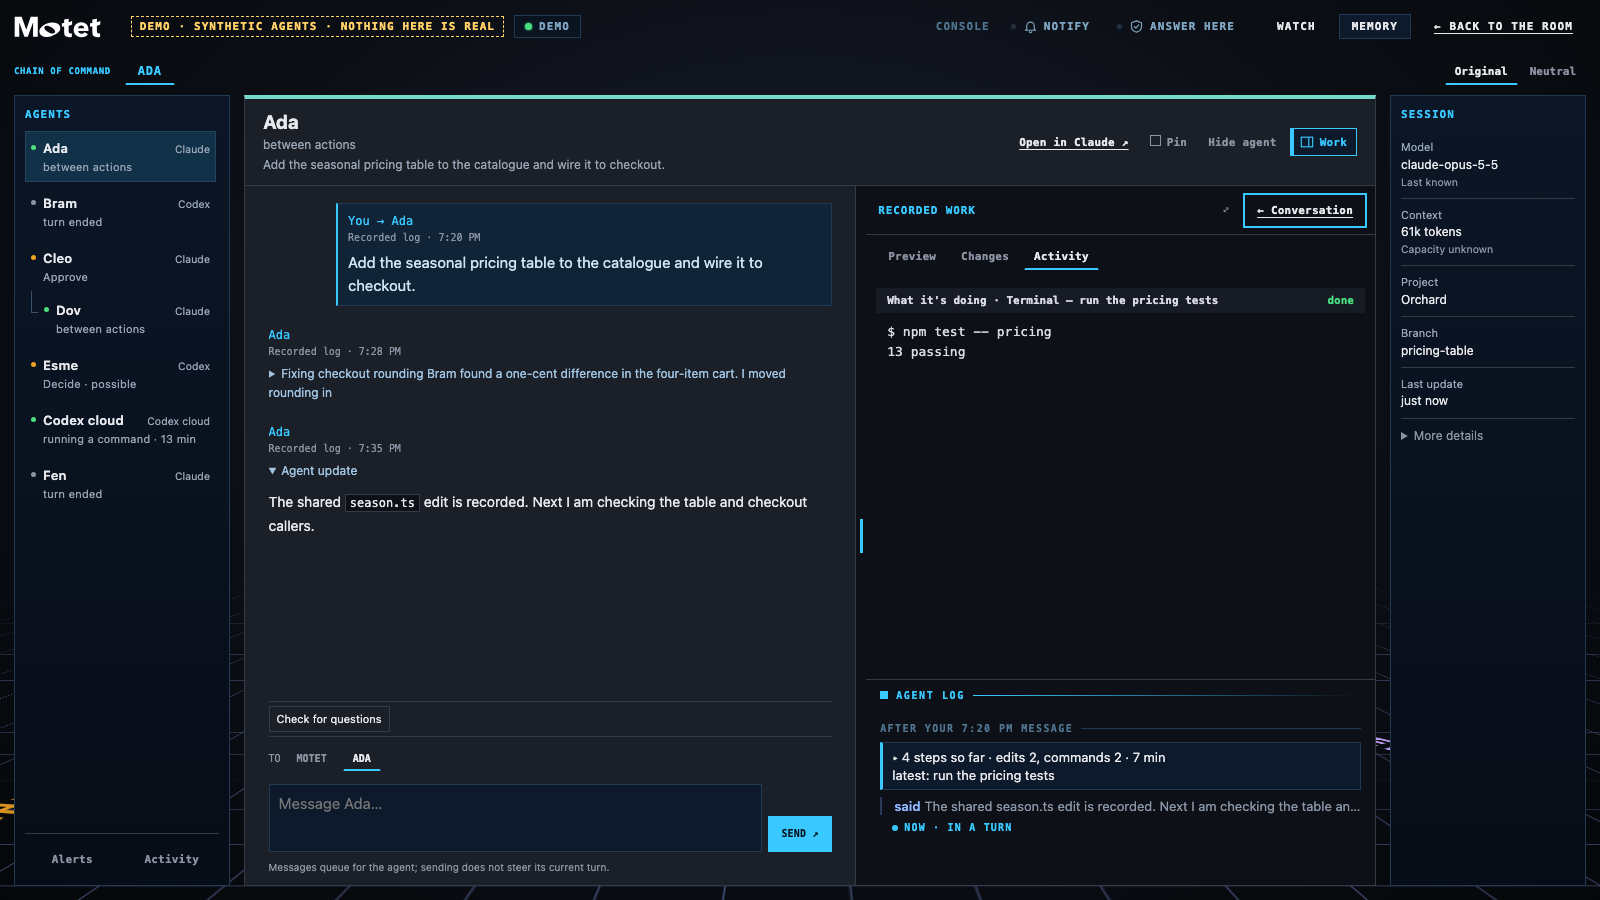 Motet
DEMO · SYNTHETIC AGENTS · NOTHING HERE IS REAL
DEMO
CONSOLE
NOTIFY
ANSWER HERE
WATCH
MEMORY
← BACK TO THE ROOM
CHAIN OF COMMAND
ADA
Original
Neutral
AGENTS
Ada Claude
between actions
Bram Codex
turn ended
Cleo Claude
Approve
Dov Claude
between actions
Esme Codex
Decide · possible
Codex cloud Codex cloud
running a command · 13 min
Fen Claude
turn ended
Alerts
Activity
Ada
between actions
Add the seasonal pricing table to the catalogue and wire it to checkout.
Open in Claude ↗
Pin
Hide agent
Work
You → Ada
Recorded log · 7:20 PM
Add the seasonal pricing table to the catalogue and wire it to
checkout.
Ada
Recorded log · 7:28 PM
▸ Fixing checkout rounding Bram found a one-cent difference in the four-item cart. I moved
rounding in
Ada
Recorded log · 7:35 PM
▾ Agent update
The shared season.ts edit is recorded. Next I am checking the table and checkout
callers.
Check for questions
TO MOTET ADA
Message Ada...
SEND ↗
Messages queue for the agent; sending does not steer its current turn.
RECORDED WORK
← Conversation
Preview
Changes
Activity
What it's doing · Terminal — run the pricing tests done
$ npm test -- pricing
13 passing
AGENT LOG
AFTER YOUR 7:20 PM MESSAGE
▸ 4 steps so far · edits 2, commands 2 · 7 min
latest: run the pricing tests
said The shared season.ts edit is recorded. Next I am checking the table an...
NOW · IN A TURN
SESSION
Model
claude-opus-5-5
Last known
Context
61k tokens
Capacity unknown
Project
Orchard
Branch
pricing-table
Last update
just now
▸ More details